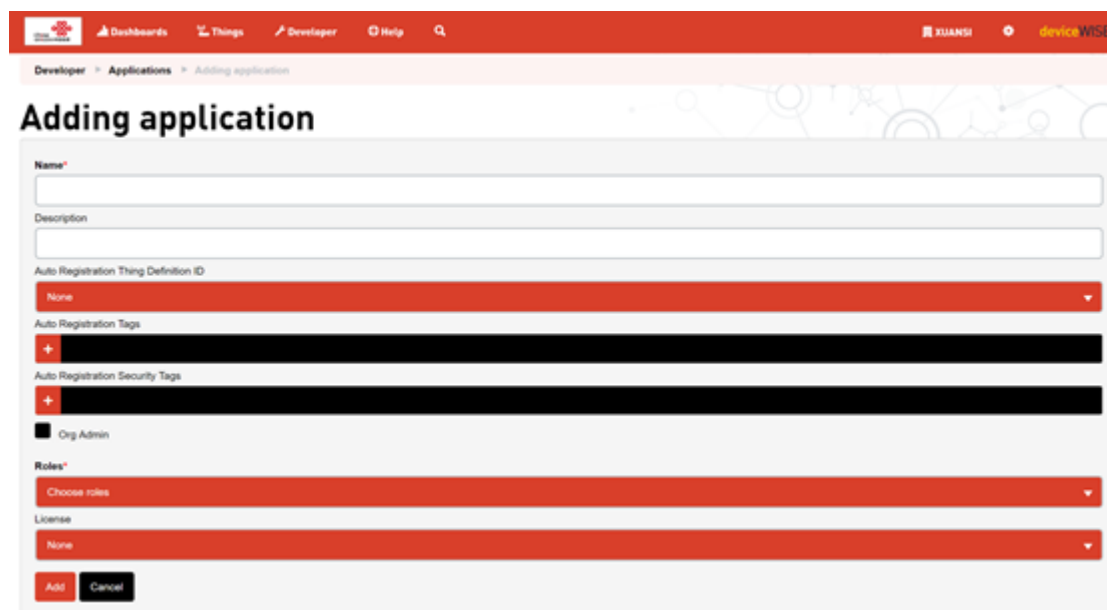 Dashboards Things Developer Help XUANSI deviceWISE
Developer > Applications > Adding application
Adding application
Name*
Description
Auto Registration Thing Definition ID
None
Auto Registration Tags
+
Auto Registration Security Tags
+
Org Admin
Roles*
Choose roles
License
None
Add Cancel